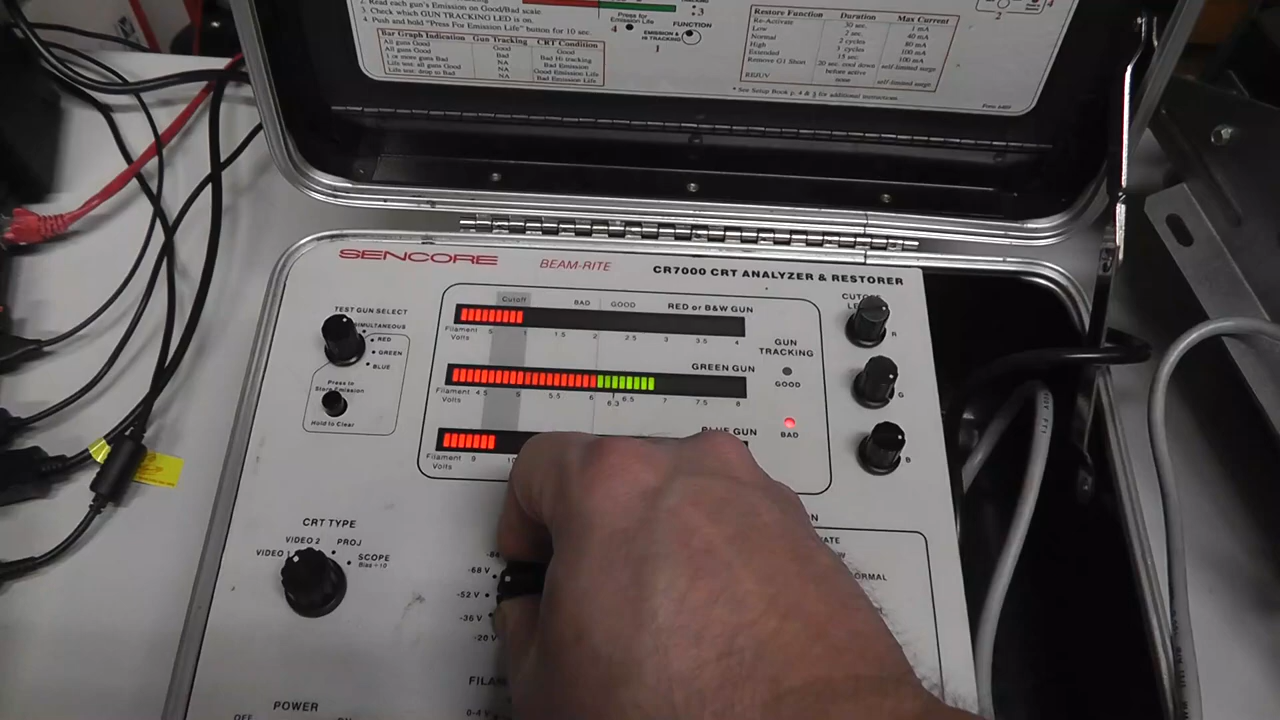 2. Read each gun's Emission on Good/Bad scale.
3. Check which GUN TRACKING LED is on.
4. Push and hold "Press For Emission Life" button for 10 sec.
Bar Graph Indication Gun Tracking CRT Condition
All guns Good Good Good
All guns Good Bad Bad Hi tracking
1 or more guns Bad NA Bad Emission
Life test: all guns Good NA Good Emission Life
Life test: drop to Bad NA Bad Emission Life
Press for
Emission Life
4
3
FUNCTION
EMISSION &
HI TRACKING
1
Restore Function Duration Max Current
Re-Activate 30 sec. 1 mA
Low 2 sec. 40 mA
Normal 2 cycles 80 mA
High 3 cycles 100 mA
Extended 15 sec. 100 mA
Remove G1 Short 20 sec. cool down self-limited surge
before active
REJUV none self-limited surge
* See Setup Book p. 4 & 5 for additional instructions.
2
4
SENCORE BEAM-RITE CR7000 CRT ANALYZER & RESTORER
TEST GUN SELECT
SIMULTANEOUS
RED
GREEN
BLUE
Press to
Store Emission
Hold to Clear
Cutoff BAD GOOD RED or B&W GUN
Filament
Volts
.5 1 1.5 2 2.5 3 3.5 4
GREEN GUN
Filament
Volts
4.5 5 5.5 6 6.3 6.5 7 7.5 8
BLUE GUN
Filament
Volts
9
GUN
TRACKING
GOOD
BAD
R
G
B
CRT TYPE
VIDEO 1
VIDEO 2
PROJ
SCOPE
Bias ÷ 10
-68 V
-52 V
-36 V
-20 V
POWER
0-4 V